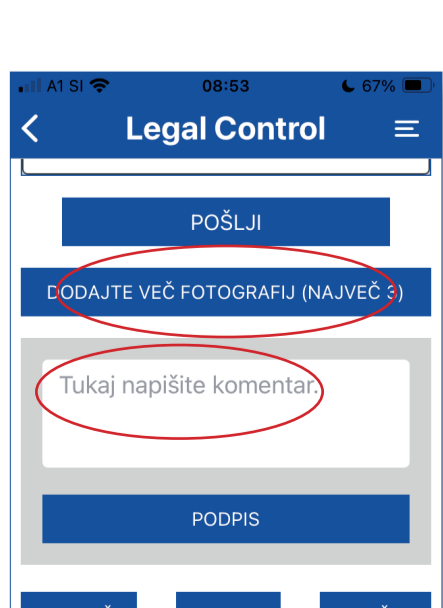 A1 SI 08:53 67%
Legal Control
POŠLJI
DODAJTE VEČ FOTOGRAFIJ (NAJVEČ 3)
Tukaj napišite komentar.
PODPIS